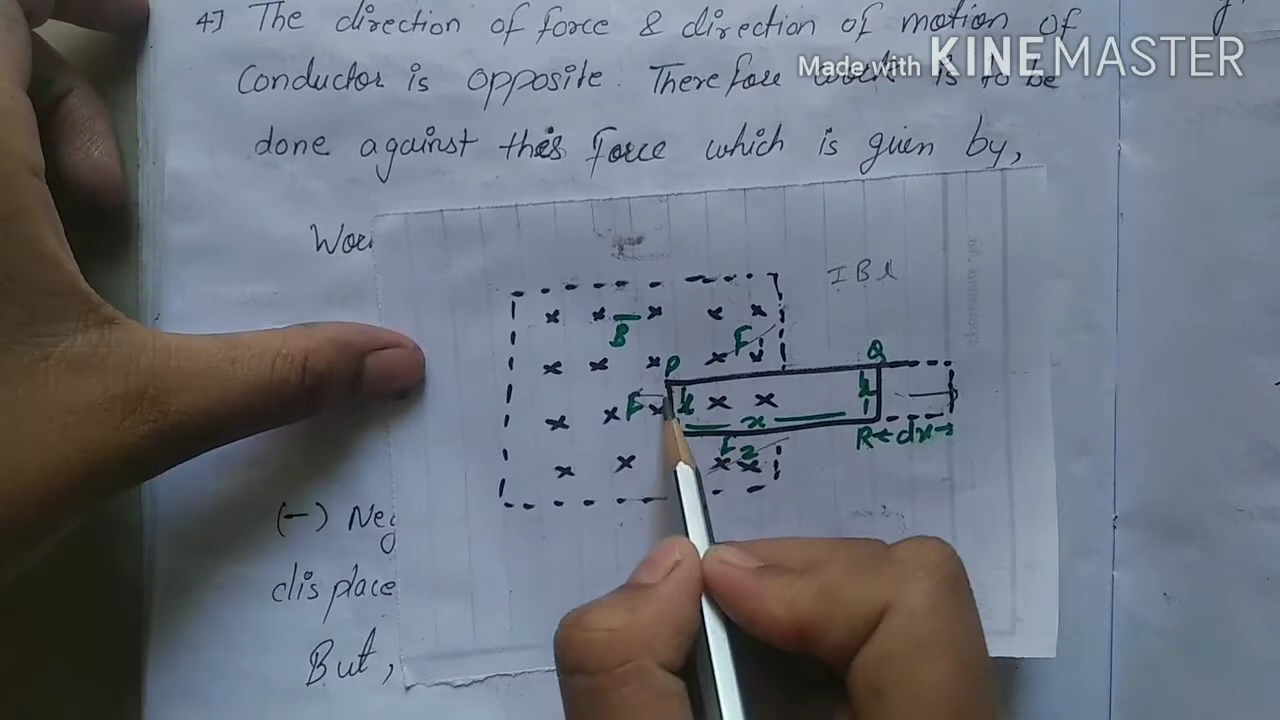 4] The direction of force & direction of motion of
Made with KINEMASTER
Conductor is opposite. Therefore work is to be
done against this force which is given by,
Wor
I B l
B
F1
P
Q
F
l
l
x
R
dx
F2
(-) Neg
displace
But,